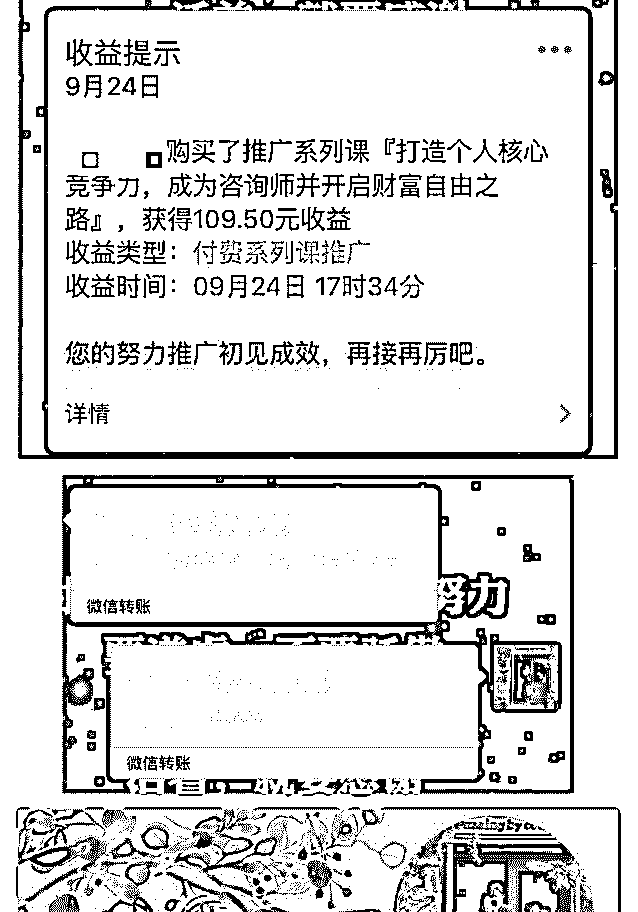 收益提示
9月24日
购买了推广系列课『打造个人核心
竞争力，成为咨询师并开启财富自由之
路』，获得109.50元收益
收益类型：付费系列课推广
收益时间：09月24日 17时34分
您的努力推广初见成效，再接再厉吧。
详情
微信转账
努力
微信转账